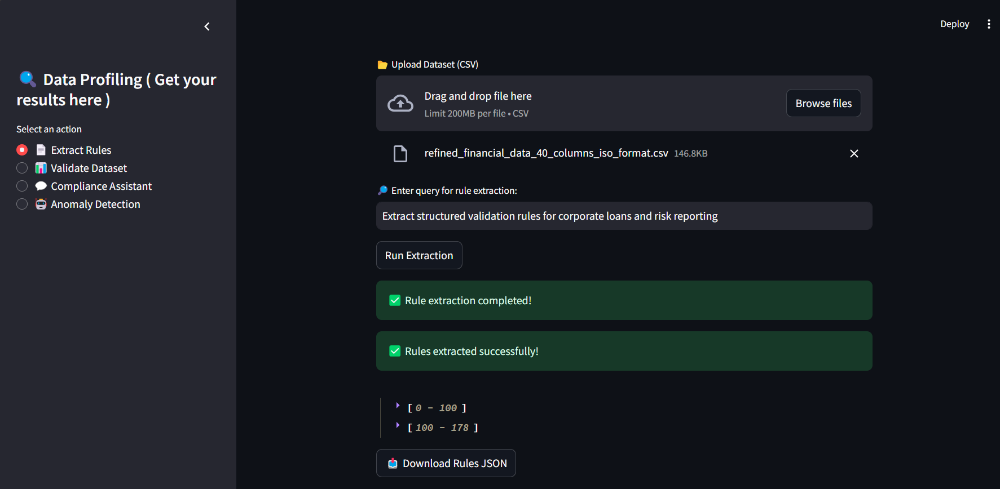 Deploy
🔍 Data Profiling ( Get your
results here )
Select an action
📄 Extract Rules
📊 Validate Dataset
💬 Compliance Assistant
🤖 Anomaly Detection
📂 Upload Dataset (CSV)
Drag and drop file here
Limit 200MB per file • CSV
Browse files
refined_financial_data_40_columns_iso_format.csv 146.8KB
🔎 Enter query for rule extraction:
Extract structured validation rules for corporate loans and risk reporting
Run Extraction
✅ Rule extraction completed!
✅ Rules extracted successfully!
[ 0 - 100 ]
[ 100 - 178 ]
📥 Download Rules JSON